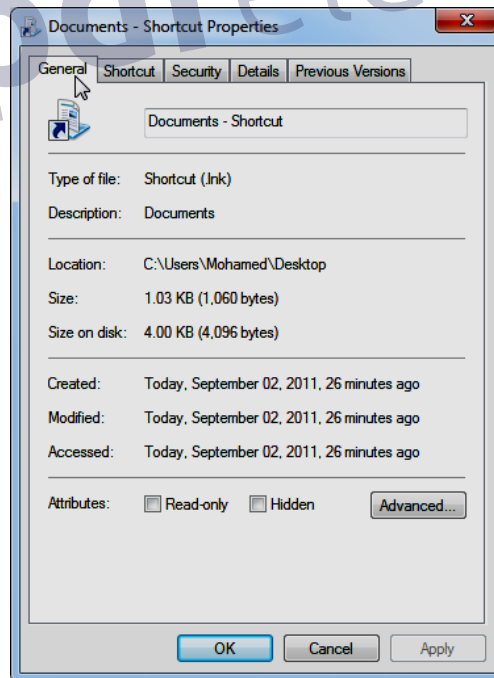 Documents - Shortcut Properties
General Shortcut Security Details Previous Versions
Documents - Shortcut
Type of file: Shortcut (.lnk)
Description: Documents
Location: C:\Users\Mohamed\Desktop
Size: 1.03 KB (1,060 bytes)
Size on disk: 4.00 KB (4,096 bytes)
Created: Today, September 02, 2011, 26 minutes ago
Modified: Today, September 02, 2011, 26 minutes ago
Accessed: Today, September 02, 2011, 26 minutes ago
Attributes: Read-only Hidden Advanced...
OK Cancel Apply